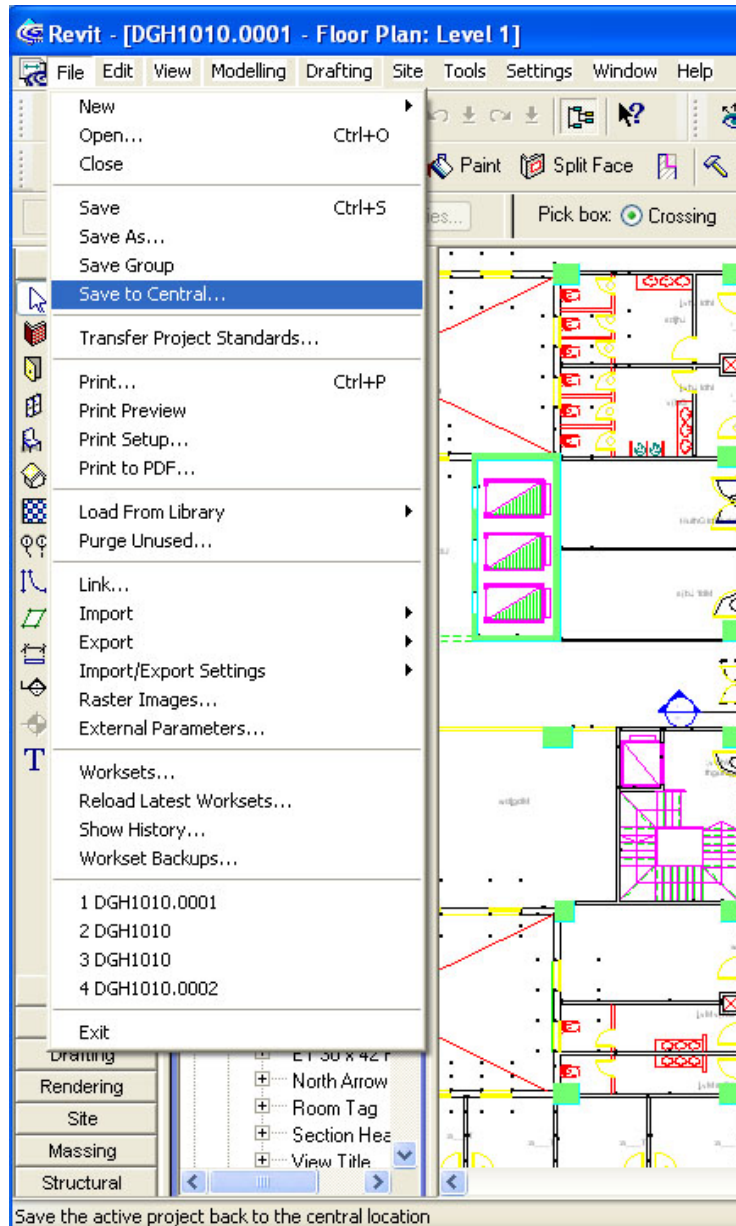 Revit - [DGH1010.0001 - Floor Plan: Level 1]
File Edit View Modelling Drafting Site Tools Settings Window Help
New
Open... Ctrl+O
Close
Paint Split Face
Save Ctrl+S
Pick box: Crossing
Save As...
Save Group
Save to Central...
Transfer Project Standards...
Print... Ctrl+P
Print Preview
Print Setup...
Print to PDF...
Load From Library
Purge Unused...
Link...
Import
Export
Import/Export Settings
Raster Images...
External Parameters...
T
Worksets...
Reload Latest Worksets...
Show History...
Workset Backups...
1 DGH1010.0001
2 DGH1010
3 DGH1010
4 DGH1010.0002
Exit
Drafting
Rendering
Site
Massing
Structural
North Arrow
Room Tag
Section Hea
View Title
Save the active project back to the central location